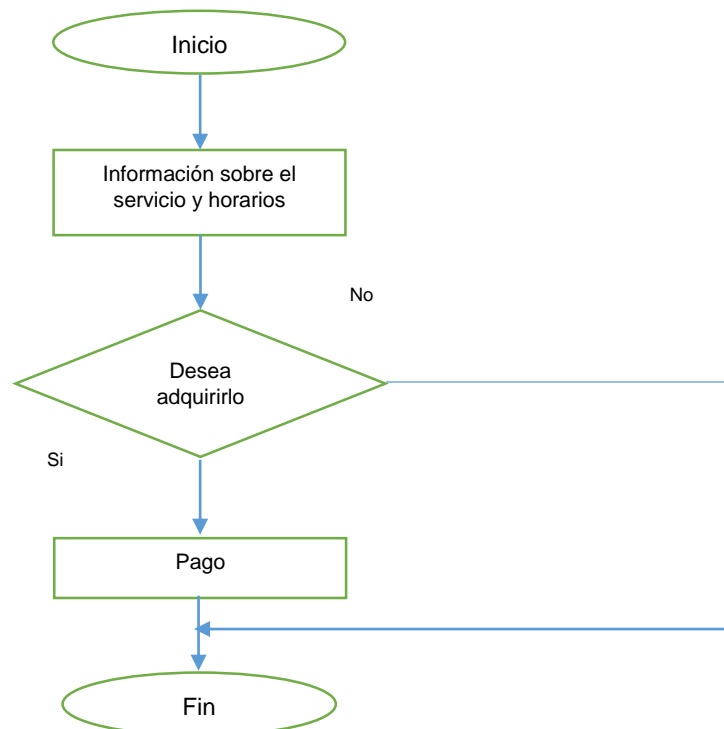 Inicio
Información sobre el
servicio y horarios
No
Desea
adquirirlo
Si
Pago
Fin